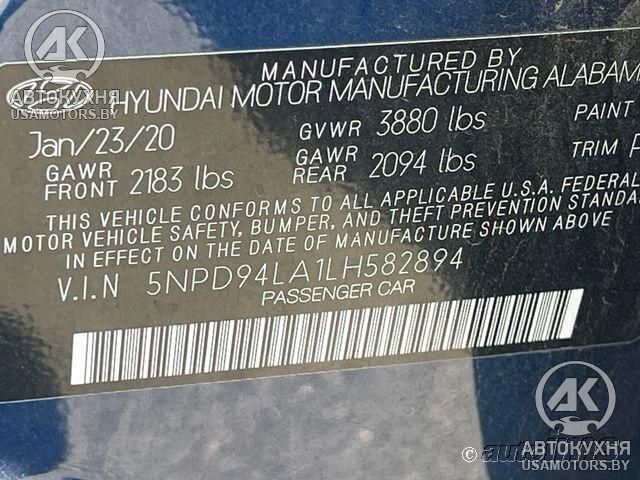 AK
АВТОКУХНЯ
USAMOTORS.BY
MANUFACTURED BY
HYUNDAI MOTOR MANUFACTURING ALABAM
Jan/23/20
GVWR 3880 lbs
PAINT
GAWR FRONT 2183 lbs
GAWR REAR 2094 lbs
TRIM
THIS VEHICLE CONFORMS TO ALL APPLICABLE U.S.A. FEDERAL
MOTOR VEHICLE SAFETY, BUMPER, AND THEFT PREVENTION STANDA
IN EFFECT ON THE DATE OF MANUFACTURE SHOWN ABOVE
V.I.N 5NPD94LA1LH582894
PASSENGER CAR
AK
АВТОКУХНЯ
USAMOTORS.BY